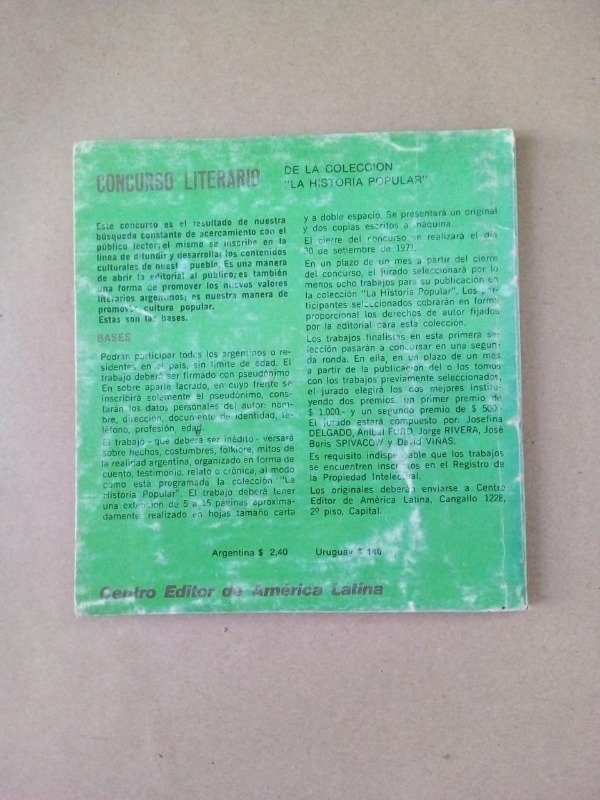 CONCURSO LITERARIO
DE LA COLECCION
"LA HISTORIA POPULAR"
Este concurso es el resultado de nuestra
búsqueda constante de acercamiento con el
público lector; el mismo se inscribe en la
línea de difundir y desarrollar los contenidos
culturales de nuestro pueblo. Es una manera
de abrir la editorial al público; es también
una forma de promover los nuevos valores
literarios argentinos; es nuestra manera de
promover cultura popular.
Estas son las bases.
BASES
Podrán participar todos los argentinos o re-
sidentes en el país, sin límite de edad. El
trabajo deberá ser firmado con pseudónimo
En sobre aparte lacrado, en cuyo frente se
inscribirá solamente el pseudónimo, cons-
tarán los datos personales del autor: nom-
bre, dirección, documento de identidad, te-
léfono, profesión, edad.
El trabajo - que deberá ser inédito - versará
sobre hechos, costumbres, folklore, mitos de
la realidad argentina, organizado en forma de
cuento, testimonio, relato o crónica, al modo
como está programada la colección "La
Historia Popular". El trabajo deberá tener
una extensión de 5 a 15 páginas aproxima-
damente, realizado en hojas tamaño carta
y a doble espacio. Se presentará un original
y dos copias escritos a máquina.
El cierre del concurso se realizará el día
30 de setiembre de 1971.
En un plazo de un mes a partir del cierre
del concurso, el jurado seleccionará por lo
menos ocho trabajos para su publicación en
la colección "La Historia Popular". Los par-
ticipantes seleccionados cobrarán en forma
proporcional los derechos de autor fijados
por la editorial para esta colección.
Los trabajos finalistas en esta primera se-
lección pasarán a concursar en una segun-
da ronda. En ella, en un plazo de un mes
a partir de la publicación del o los tomos
con los trabajos previamente seleccionados,
el jurado elegirá los dos mejores institu-
yendo dos premios, un primer premio de
$ 1.000.- y un segundo premio de $ 500.-
El jurado estará compuesto por: Josefina
DELGADO, Aníbal FORD, Jorge RIVERA, José
Boris SPIVACOW y David VIÑAS.
Es requisito indispensable que los trabajos
se encuentren inscriptos en el Registro de
la Propiedad Intelectual.
Los originales deberán enviarse a Centro
Editor de América Latina, Cangallo 1228,
2º piso, Capital.
Argentina $ 2,40 Uruguay $ 110
Centro Editor de América Latina